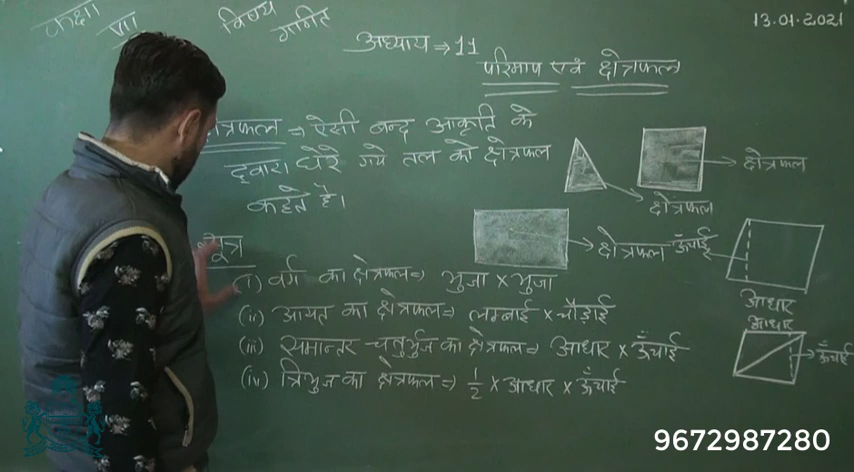 कक्षा
VII
विषय
गणित
13.01.2021
अध्याय ⇒ 11
परिमाप एवं क्षेत्रफल
क्षेत्रफल ⇒ ऐसी बन्द आकृति के
द्वारा घेरे गये तल को क्षेत्रफल
कहते है।
क्षेत्रफल
क्षेत्रफल
क्षेत्रफल
ऊँचाई
आधार
आधार
ऊँचाई
सूत्र
(i) वर्ग का क्षेत्रफल ⇒ भुजा × भुजा
(ii) आयत का क्षेत्रफल ⇒ लम्बाई × चौड़ाई
(iii) समान्तर चतुर्भुज का क्षेत्रफल ⇒ आधार × ऊँचाई
(iv) त्रिभुज का क्षेत्रफल ⇒ 1/2 × आधार × ऊँचाई
9672987280